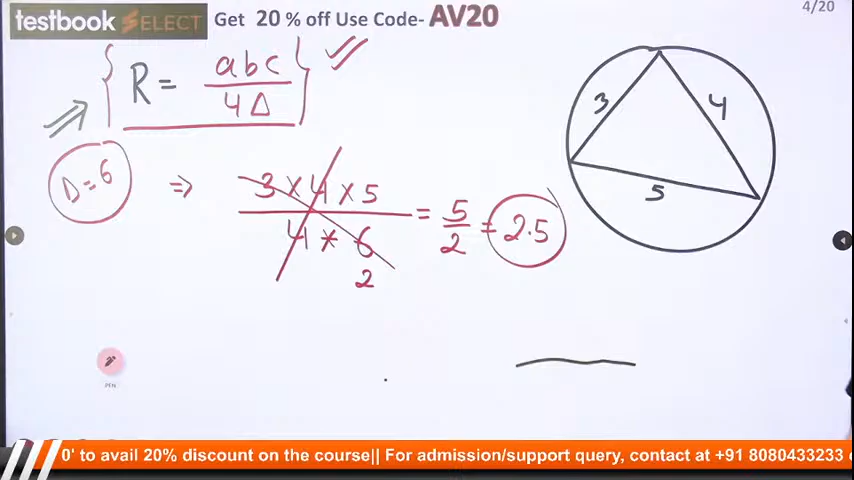 testbook SELECT Get 20 % off Use Code- AV20
4/20
R = abc / 4Δ
3
4
5
D = 6
⇒ 3 × 4 × 5 / 4 * 6 = 5/2 = 2.5
2
PEN
0' to avail 20% discount on the course|| For admission/support query, contact at +91 8080433233